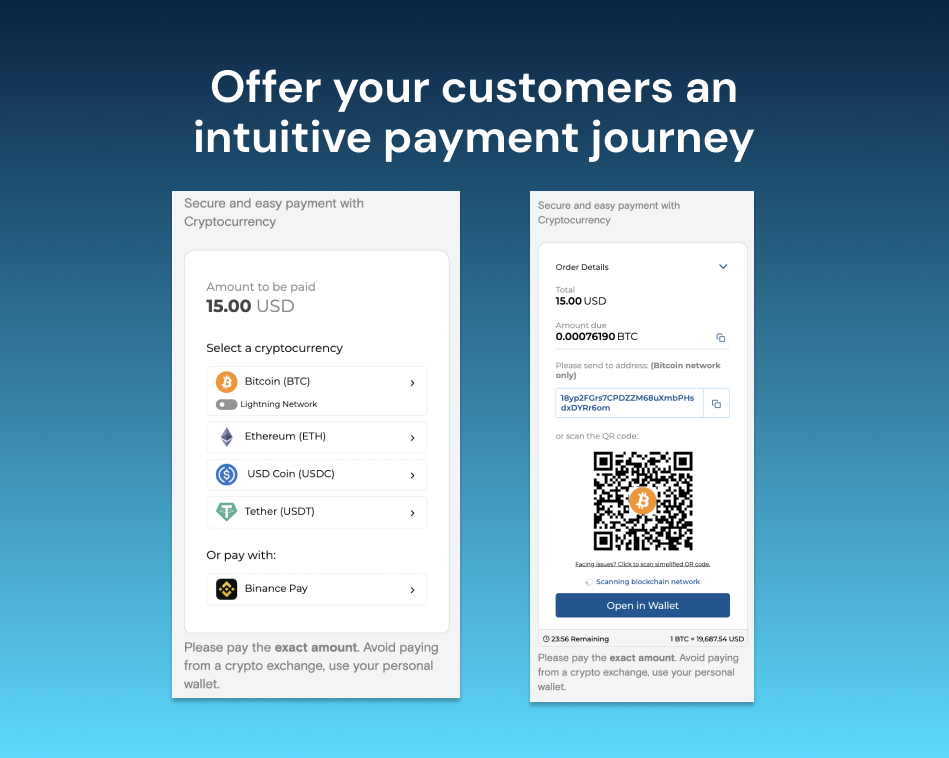 Offer your customers an
intuitive payment journey
Secure and easy payment with
Cryptocurrency
Amount to be paid
15.00 USD
Select a cryptocurrency
Bitcoin (BTC)
Lightning Network
Ethereum (ETH)
USD Coin (USDC)
Tether (USDT)
Or pay with:
Binance Pay
Please pay the exact amount. Avoid paying
from a crypto exchange, use your personal
wallet.
Secure and easy payment with
Cryptocurrency
Order Details
Total
15.00 USD
Amount due
0.00076190 BTC
Please send to address: (Bitcoin network
only)
18yp2FGrs7CPDZZM68uXmbPHs
dxDYRr6om
or scan the QR code:
Facing issues? Click to scan simplified QR code.
Scanning blockchain network
Open in Wallet
23:56 Remaining 1 BTC = 19,687.54 USD
Please pay the exact amount. Avoid paying
from a crypto exchange, use your personal
wallet.